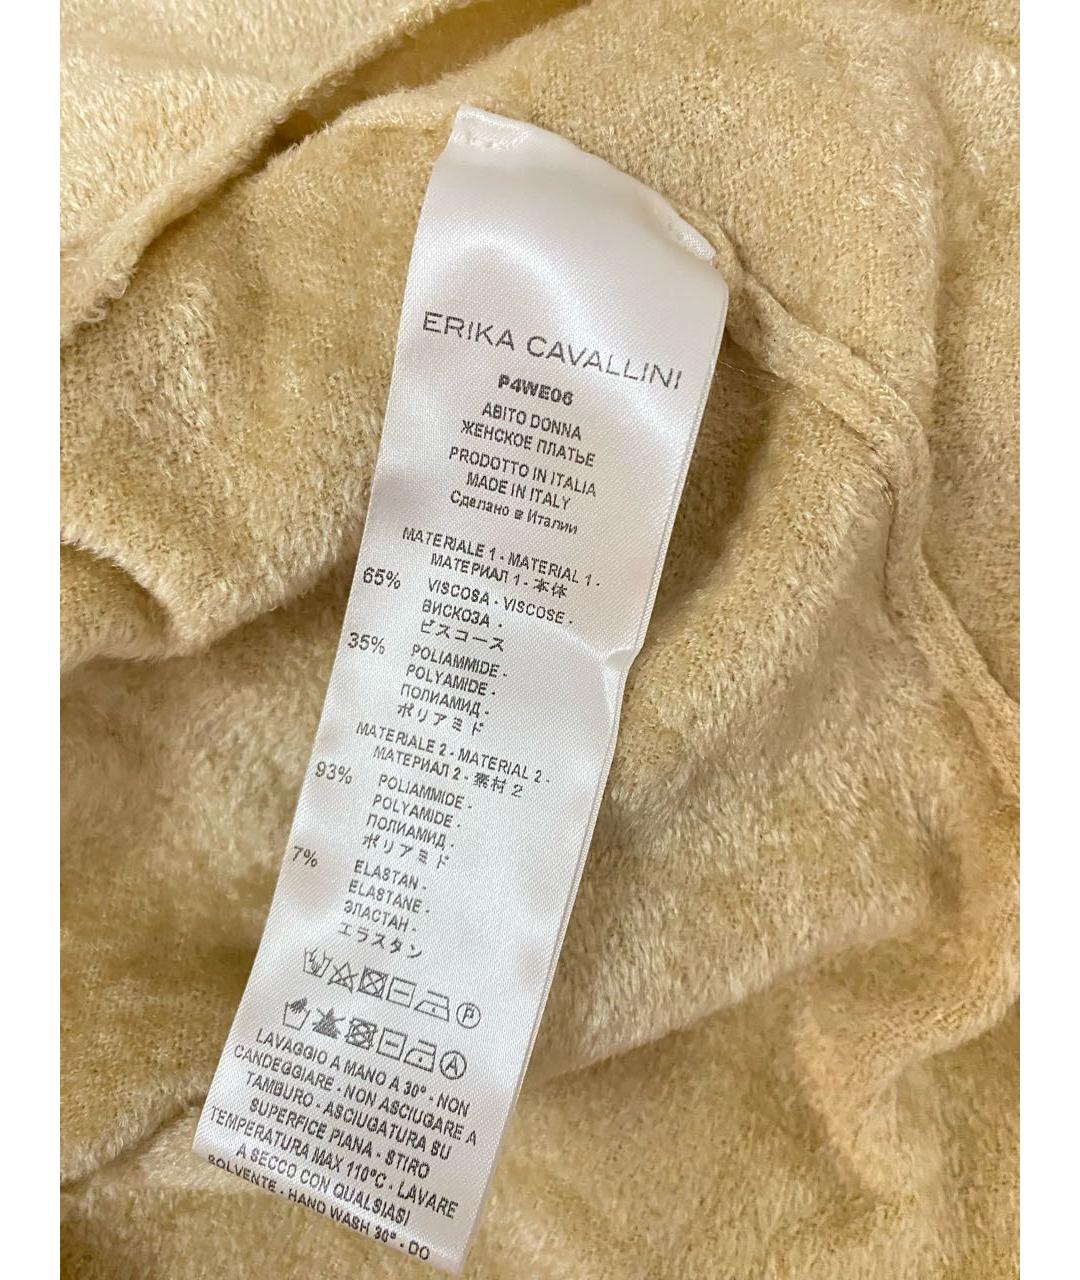 ERIKA CAVALLINI
P4WE06
ABITO DONNA
ЖЕНСКОЕ ПЛАТЬЕ
PRODOTTO IN ITALIA
MADE IN ITALY
Сделано в Италии
MATERIALE 1 - MATERIAL 1 -
МАТЕРИАЛ 1 - 本体
65% VISCOSA - VISCOSE -
ВИСКОЗА -
ビスコース
35% POLIAMMIDE -
POLYAMIDE -
ПОЛИАМИД -
ポリアミド
MATERIALE 2 - MATERIAL 2 -
МАТЕРИАЛ 2 - 素材 2
93% POLIAMMIDE -
POLYAMIDE -
ПОЛИАМИД -
ポリアミド
7% ELASTAN -
ELASTANE -
ЭЛАСТАН -
エラスタン
P
A
LAVAGGIO A MANO A 30° - NON
CANDEGGIARE - NON ASCIUGARE A
TAMBURO - ASCIUGATURA SU
SUPERFICE PIANA - STIRO
TEMPERATURA MAX 110°C - LAVARE
A SECCO CON QUALSIASI
SOLVENTE - HAND WASH 30° - DO